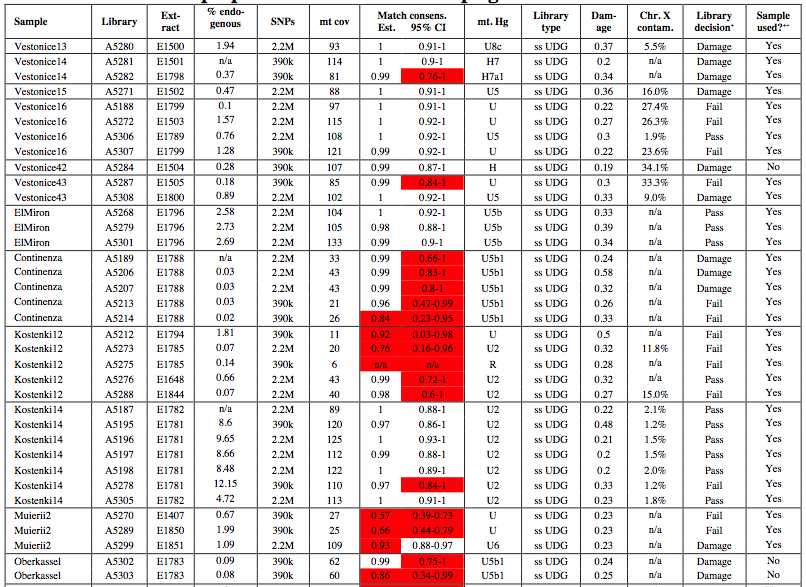 Sample Library Ext-ract % endo-genous SNPs mt cov Match consens. Est. 95% CI mt. Hg Library type Dam-age Chr. X contam. Library decision+ Sample used?++
Vestonice13 A5280 E1500 1.94 2.2M 93 1 0.91-1 U8c ss UDG 0.37 5.5% Damage Yes
Vestonice14 A5281 E1501 n/a 390k 114 1 0.9-1 H7 ss UDG 0.2 n/a Damage Yes
Vestonice14 A5282 E1798 0.37 390k 81 0.99 0.76-1 H7a1 ss UDG 0.34 n/a Damage Yes
Vestonice15 A5271 E1502 0.47 2.2M 88 1 0.91-1 U5 ss UDG 0.36 16.0% Damage Yes
Vestonice16 A5188 E1799 0.1 2.2M 97 1 0.91-1 U ss UDG 0.22 27.4% Fail Yes
Vestonice16 A5272 E1503 1.57 2.2M 115 1 0.92-1 U ss UDG 0.27 26.3% Fail Yes
Vestonice16 A5306 E1789 0.76 2.2M 108 1 0.92-1 U5 ss UDG 0.3 1.9% Pass Yes
Vestonice16 A5307 E1799 1.28 390k 121 0.99 0.92-1 U ss UDG 0.22 23.6% Fail Yes
Vestonice42 A5284 E1504 0.28 390k 107 0.99 0.87-1 H ss UDG 0.19 34.1% Damage No
Vestonice43 A5287 E1505 0.18 390k 85 0.99 0.84-1 U ss UDG 0.3 33.3% Fail Yes
Vestonice43 A5308 E1800 0.89 2.2M 102 1 0.92-1 U5 ss UDG 0.33 9.0% Damage Yes
ElMiron A5268 E1796 2.58 2.2M 104 1 0.92-1 U5b ss UDG 0.33 n/a Pass Yes
ElMiron A5279 E1796 2.73 2.2M 105 0.98 0.88-1 U5b ss UDG 0.39 n/a Pass Yes
ElMiron A5301 E1796 2.69 2.2M 133 0.99 0.9-1 U5b ss UDG 0.34 n/a Pass Yes
Continenza A5189 E1788 n/a 2.2M 33 0.99 0.66-1 U5b1 ss UDG 0.24 n/a Damage Yes
Continenza A5206 E1788 0.03 2.2M 43 0.99 0.83-1 U5b1 ss UDG 0.58 n/a Damage Yes
Continenza A5207 E1788 0.03 2.2M 43 0.99 0.8-1 U5b1 ss UDG 0.32 n/a Damage Yes
Continenza A5213 E1788 0.03 390k 21 0.96 0.47-0.99 U5b1 ss UDG 0.26 n/a Fail Yes
Continenza A5214 E1788 0.02 390k 26 0.84 0.23-0.95 U5b1 ss UDG 0.33 n/a Fail Yes
Kostenki12 A5212 E1794 1.81 390k 11 0.92 0.03-0.98 U ss UDG 0.5 n/a Fail Yes
Kostenki12 A5273 E1785 0.07 2.2M 20 0.76 0.16-0.96 U2 ss UDG 0.32 11.8% Fail Yes
Kostenki12 A5275 E1785 0.14 390k 6 n/a n/a R ss UDG 0.28 n/a Fail Yes
Kostenki12 A5276 E1648 0.66 2.2M 43 0.99 0.72-1 U2 ss UDG 0.32 n/a Pass Yes
Kostenki12 A5288 E1844 0.07 2.2M 40 0.98 0.6-1 U2 ss UDG 0.27 15.0% Fail Yes
Kostenki14 A5187 E1782 n/a 2.2M 89 1 0.88-1 U2 ss UDG 0.22 2.1% Pass Yes
Kostenki14 A5195 E1781 8.6 390k 120 0.97 0.86-1 U2 ss UDG 0.48 1.2% Pass Yes
Kostenki14 A5196 E1781 9.65 2.2M 125 1 0.93-1 U2 ss UDG 0.21 1.5% Pass Yes
Kostenki14 A5197 E1781 8.66 2.2M 112 0.99 0.88-1 U2 ss UDG 0.2 1.5% Pass Yes
Kostenki14 A5198 E1781 8.48 2.2M 122 1 0.89-1 U2 ss UDG 0.2 2.0% Pass Yes
Kostenki14 A5278 E1781 12.15 390k 110 0.97 0.84-1 U2 ss UDG 0.33 1.2% Fail Yes
Kostenki14 A5305 E1782 4.72 2.2M 113 1 0.91-1 U2 ss UDG 0.23 1.8% Pass Yes
Muierii2 A5270 E1407 0.67 390k 27 0.57 0.39-0.73 U ss UDG 0.23 n/a Fail Yes
Muierii2 A5289 E1850 1.99 390k 25 0.66 0.44-0.79 U ss UDG 0.23 n/a Fail Yes
Muierii2 A5299 E1851 1.09 2.2M 109 0.93 0.88-0.97 U6 ss UDG 0.23 n/a Damage No
Oberkassel A5302 E1783 0.09 390k 62 0.99 0.75-1 U5b1 ss UDG 0.24 n/a Damage No
Oberkassel A5303 E1783 0.08 390k 60 0.86 0.34-0.99 U5b1 ss UDG 0.25 n/a Damage No